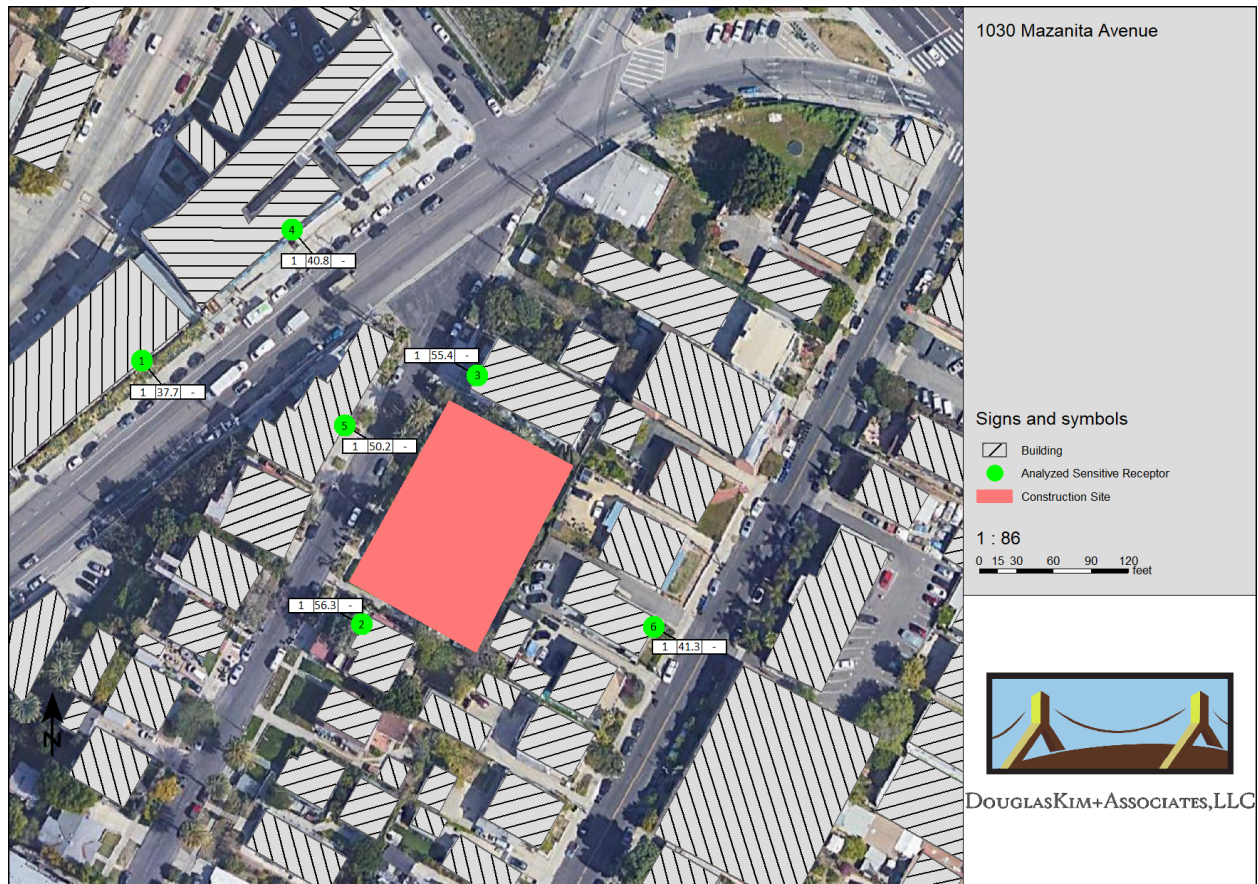 1030 Mazanita Avenue
4
1 40.8 -
1
1 37.7 -
1 55.4 -
3
5
1 50.2 -
1 56.3 -
2
6
1 41.3 -
N
Signs and symbols
Building
Analyzed Sensitive Receptor
Construction Site
1 : 86
0 15 30 60 90 120
feet
DOUGLASKIM+ASSOCIATES,LLC